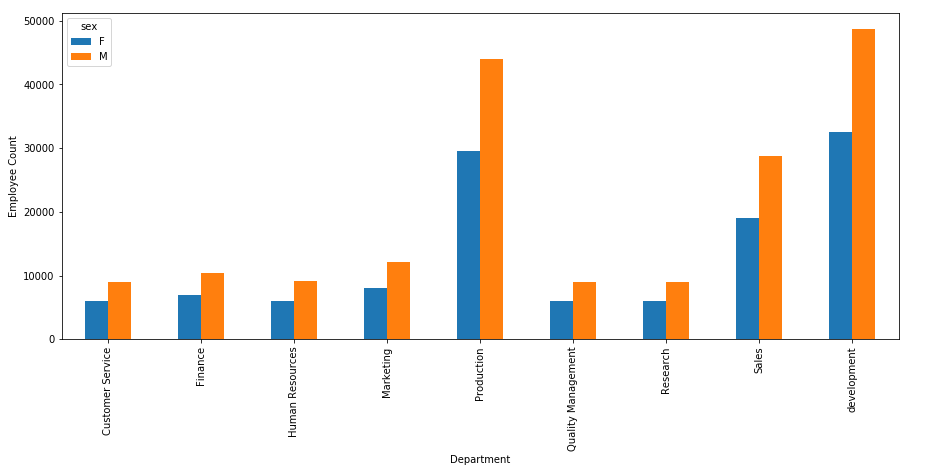 sex
F
M
50000
40000
30000
20000
10000
0
Employee Count
Customer Service
Finance
Human Resources
Marketing
Production
Quality Management
Research
Sales
development
Department